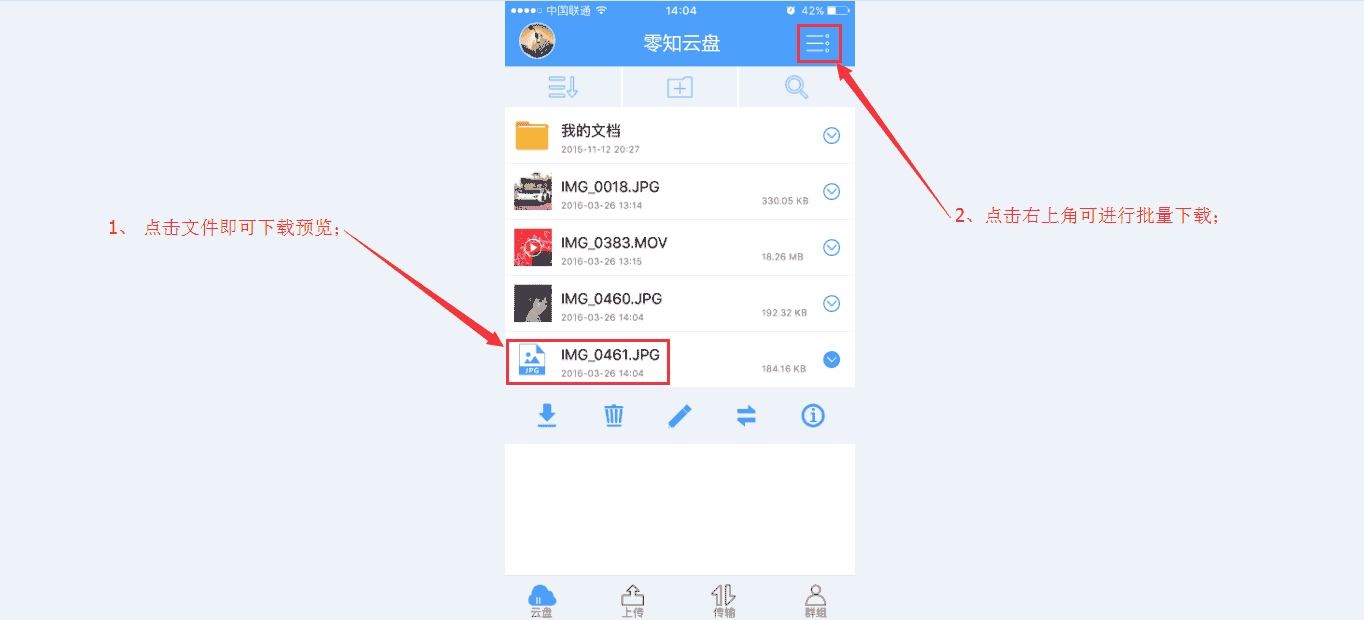 中国联通 14:04 42%
零知云盘
我的文档
2015-11-12 20:27
IMG_0018.JPG
2016-03-26 13:14 330.05 KB
1、 点击文件即可下载预览;
2、点击右上角可进行批量下载;
IMG_0383.MOV
2016-03-26 13:15 18.26 MB
IMG_0460.JPG
2016-03-26 14:04 192.32 KB
JPG
IMG_0461.JPG
2016-03-26 14:04 184.16 KB
云盘 上传 传输 群组